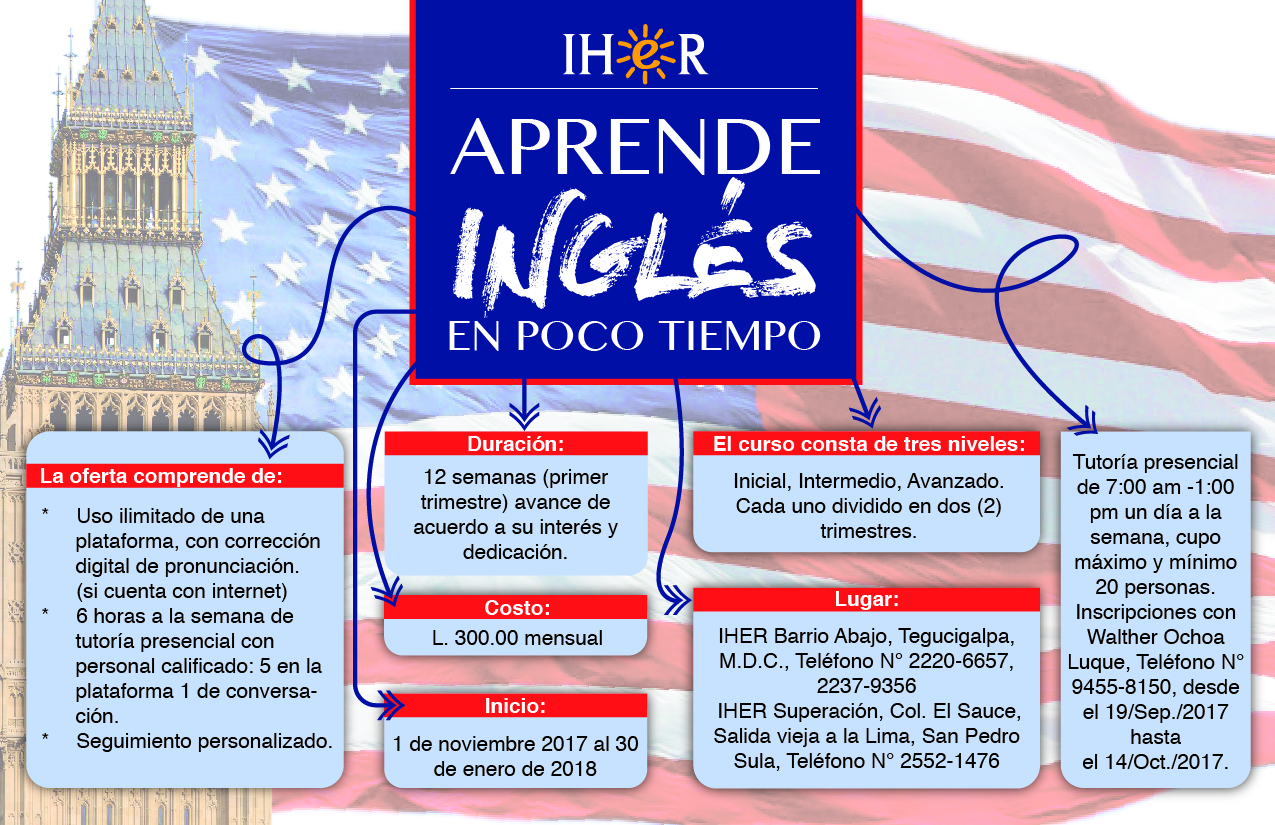 IHeR
APRENDE
INGLÉS
EN POCO TIEMPO
La oferta comprende de:
* Uso ilimitado de una
plataforma, con corrección
digital de pronunciación.
(si cuenta con internet)
* 6 horas a la semana de
tutoría presencial con
personal calificado: 5 en la
plataforma 1 de conversa-
ción.
* Seguimiento personalizado.
Duración:
12 semanas (primer
trimestre) avance de
acuerdo a su interés y
dedicación.
Costo:
L. 300.00 mensual
Inicio:
1 de noviembre 2017 al 30
de enero de 2018
El curso consta de tres niveles:
Inicial, Intermedio, Avanzado.
Cada uno dividido en dos (2)
trimestres.
Lugar:
IHER Barrio Abajo, Tegucigalpa,
M.D.C., Teléfono N° 2220-6657,
2237-9356
IHER Superación, Col. El Sauce,
Salida vieja a la Lima, San Pedro
Sula, Teléfono N° 2552-1476
Tutoría presencial
de 7:00 am -1:00
pm un día a la
semana, cupo
máximo y mínimo
20 personas.
Inscripciones con
Walther Ochoa
Luque, Teléfono N°
9455-8150, desde
el 19/Sep./2017
hasta
el 14/Oct./2017.